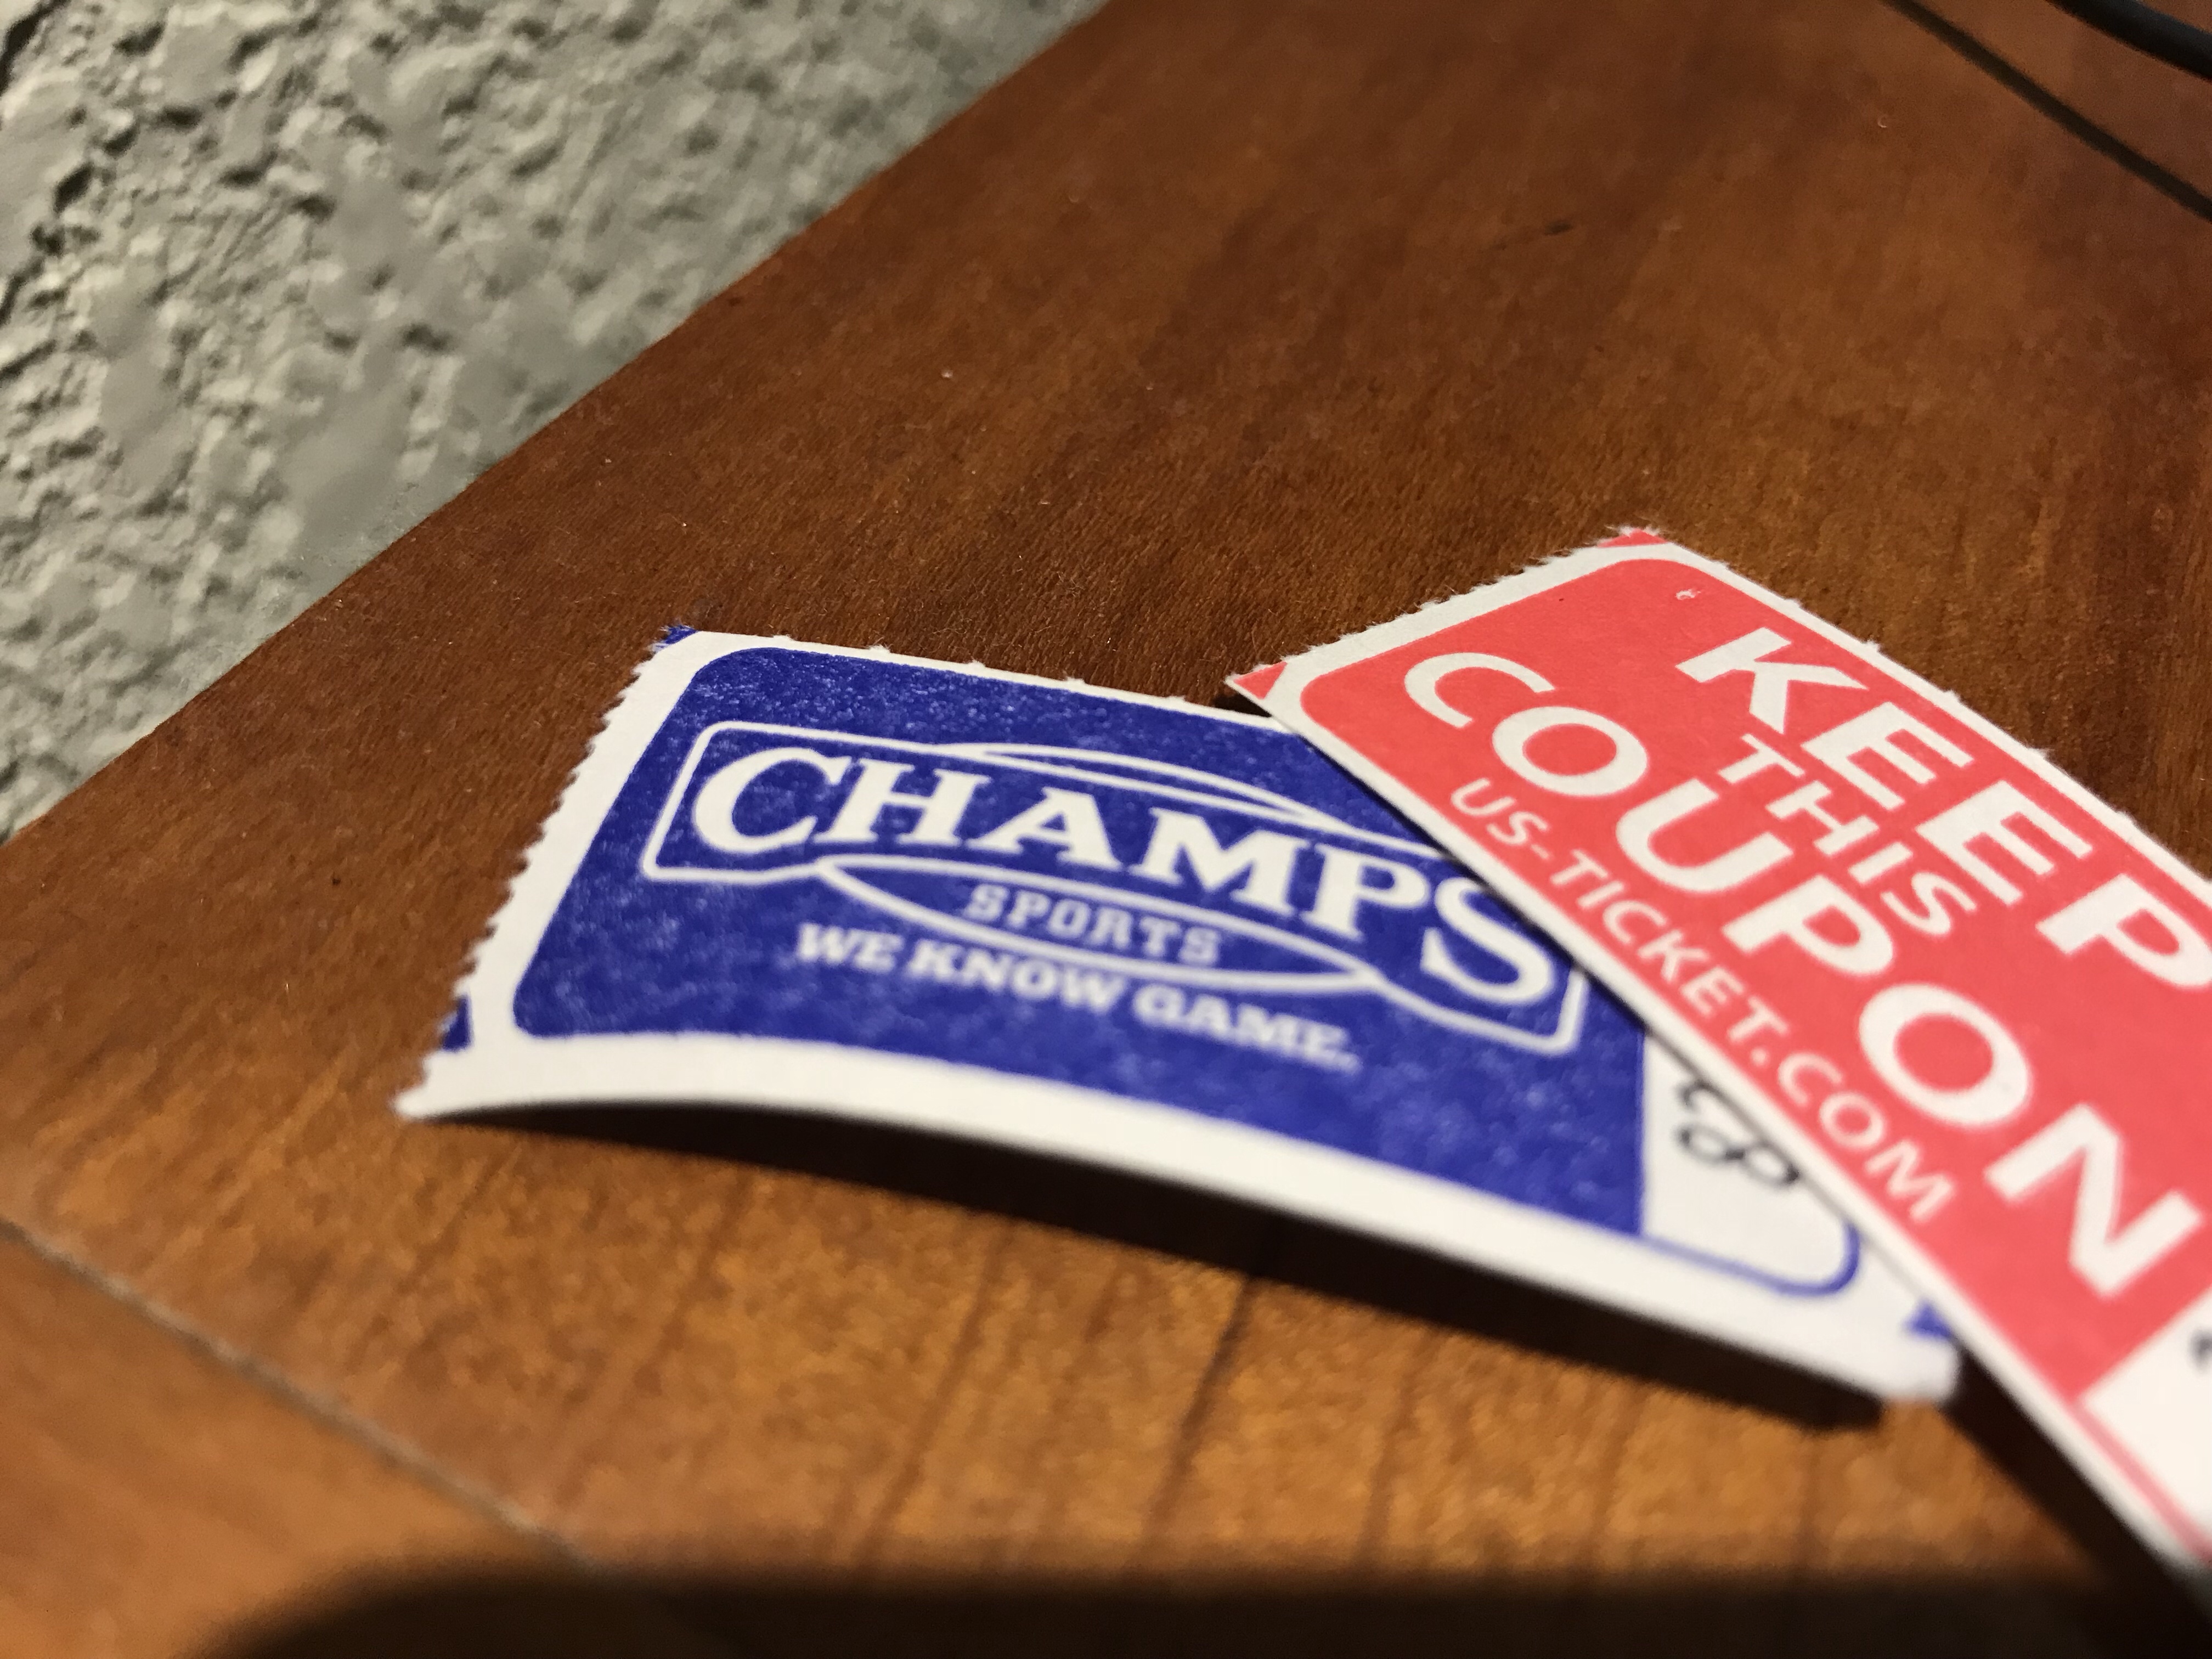 CHAMPS
SPORTS
WE KNOW GAME.
KEEP
THIS
COUPON
US-TICKET.COM